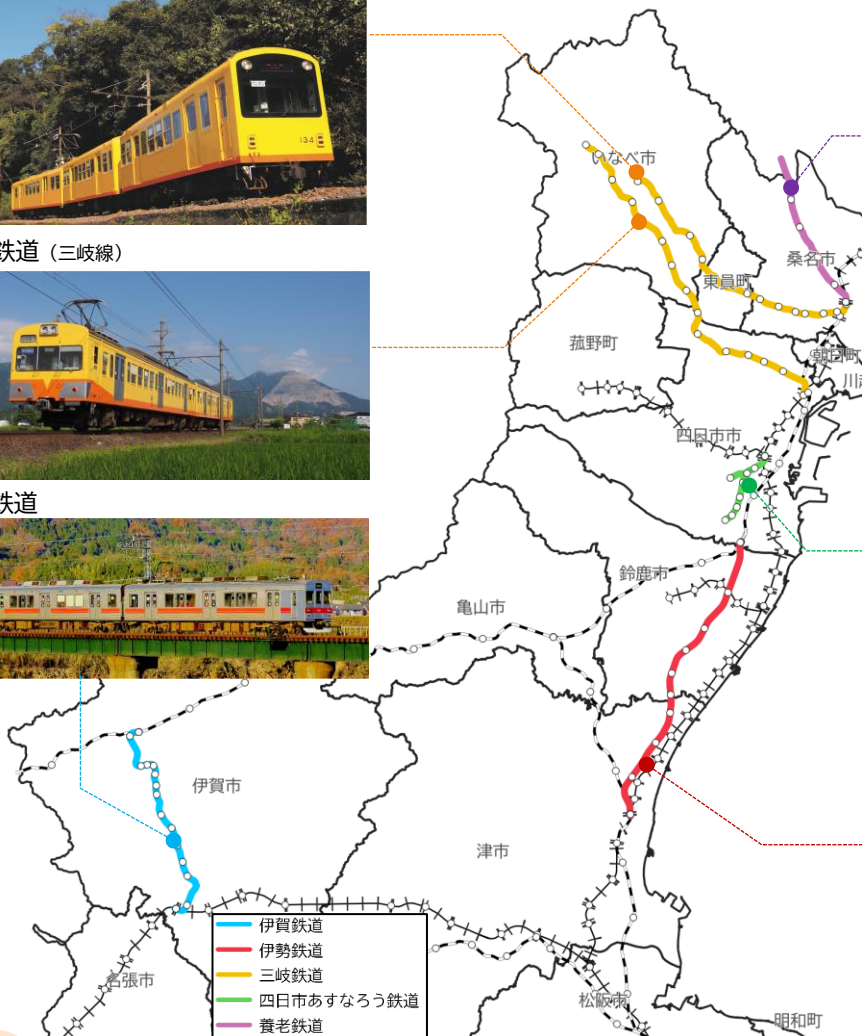 134
鉄道（三岐線）
鉄道
いなべ市
桑名市
東員町
菰野町
朝日町
川越
四日市市
鈴鹿市
亀山市
伊賀市
津市
名張市
松阪市
明和町
伊賀鉄道
伊勢鉄道
三岐鉄道
四日市あすなろう鉄道
養老鉄道